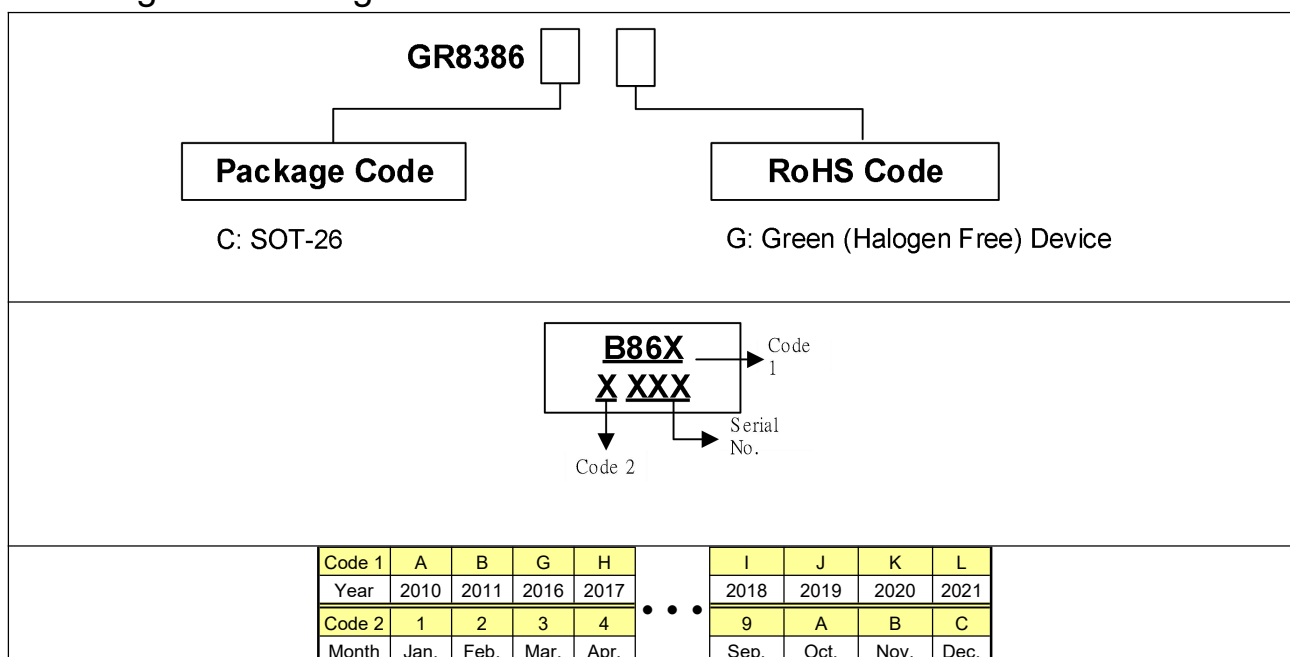 GR8386
Package Code RoHS Code
C: SOT-26 G: Green (Halogen Free) Device
B86X
Code
1
X XXX
Serial
No.
Code 2
Code 1 A B G H I J K L
Year 2010 2011 2016 2017 • • • 2018 2019 2020 2021
Code 2 1 2 3 4 9 A B C
Month Jan. Feb. Mar. Apr. Sep. Oct. Nov. Dec.